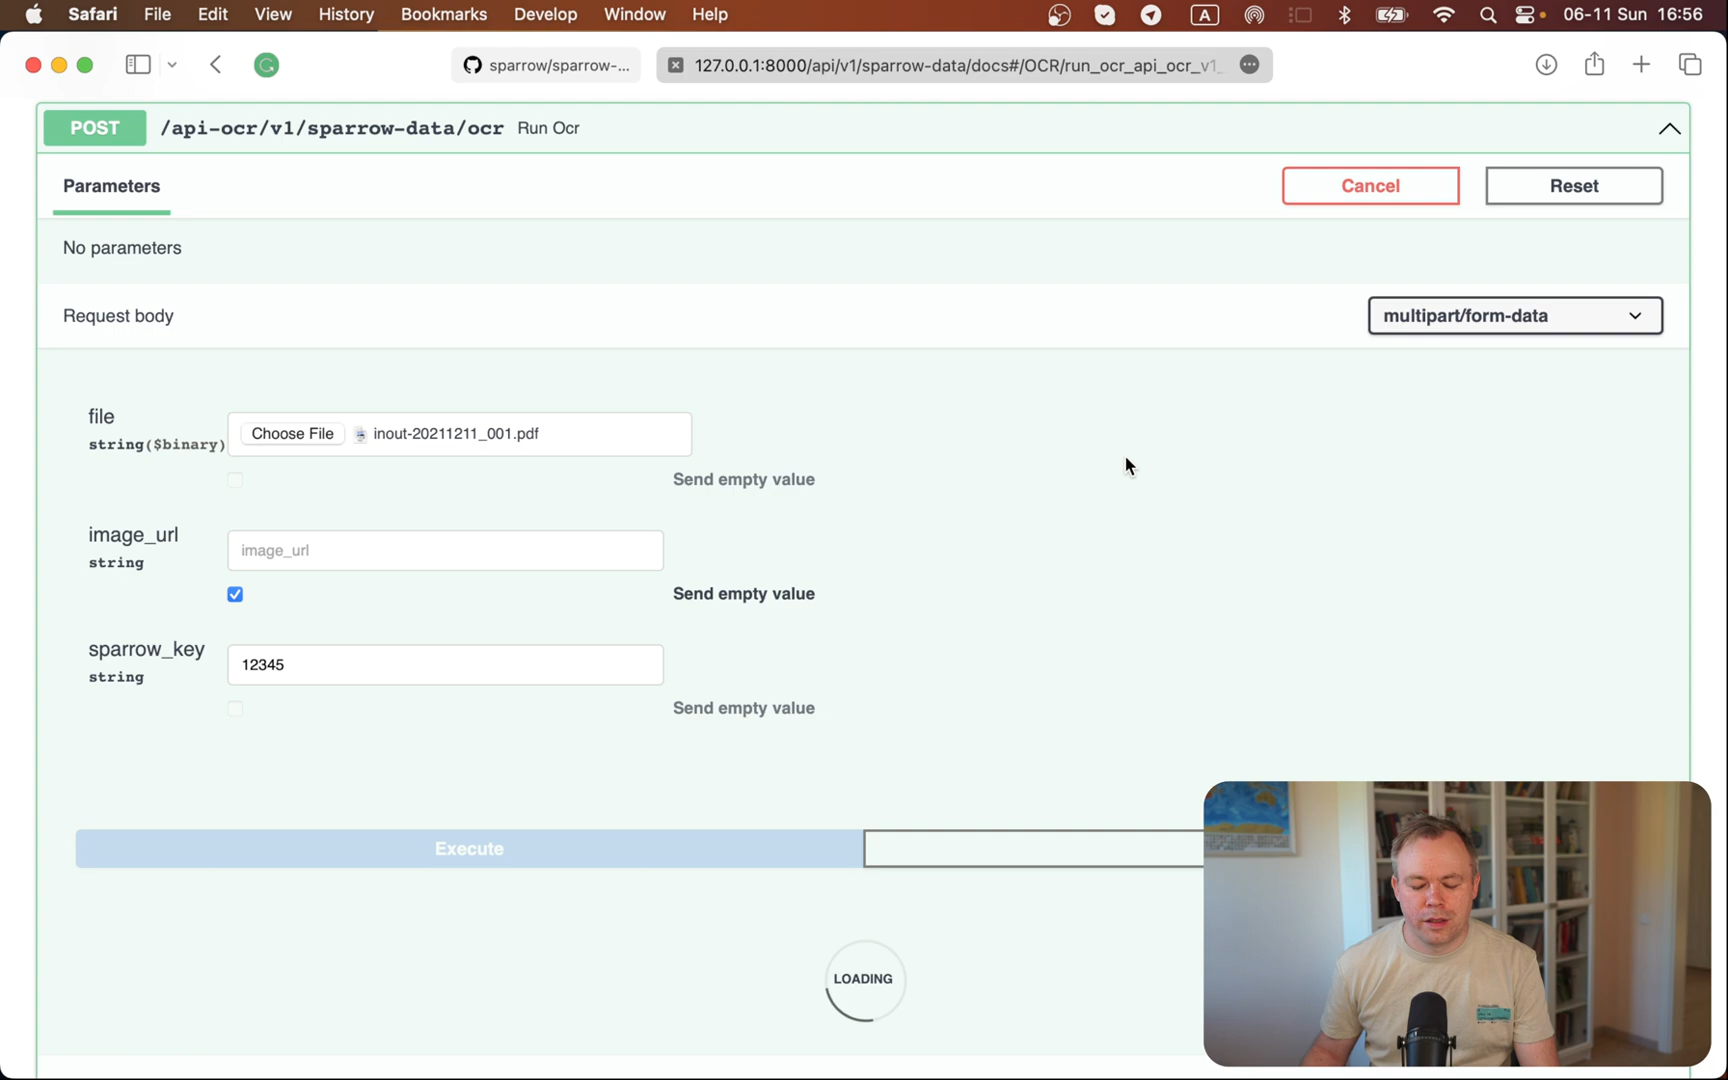 Safari File Edit View History Bookmarks Develop Window Help A 06-11 Sun 16:56
sparrow/sparrow-... 127.0.0.1:8000/api/v1/sparrow-data/docs#/OCR/run_ocr_api_ocr_v1_
POST /api-ocr/v1/sparrow-data/ocr Run Ocr
Parameters Cancel Reset
No parameters
Request body multipart/form-data
file
string($binary) Choose File inout-20211211_001.pdf
Send empty value
image_url
string image_url
Send empty value
sparrow_key
string 12345
Send empty value
Execute
LOADING